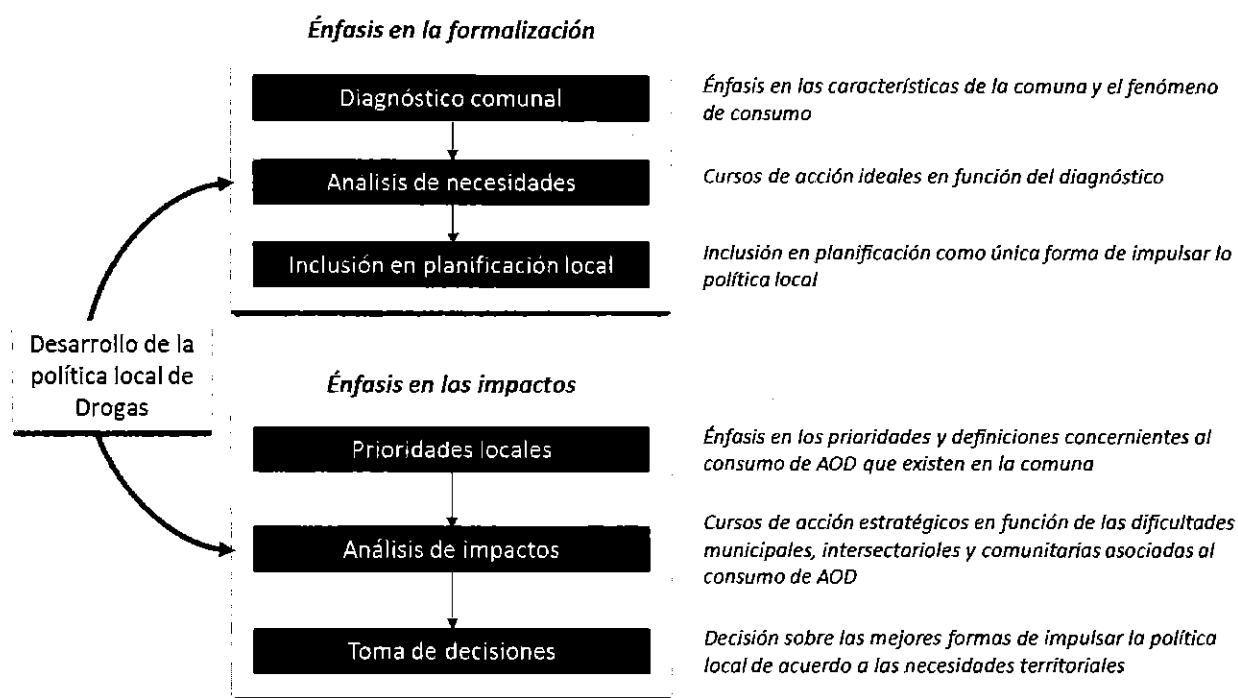 Énfasis en la formalización
Diagnóstico comunal
Énfasis en las características de la comuna y el fenómeno
de consumo
Análisis de necesidades
Cursos de acción ideales en función del diagnóstico
Inclusión en planificación local
Inclusión en planificación como única forma de impulsar la
política local
Desarrollo de la
política local de
Drogas
Énfasis en los impactos
Prioridades locales
Énfasis en los prioridades y definiciones concernientes al
consumo de AOD que existen en la comuna
Análisis de impactos
Cursos de acción estratégicos en función de las dificultades
municipales, intersectorioles y comunitarias asociadas al
consumo de AOD
Toma de decisiones
Decisión sobre las mejores formas de impulsar la política
local de acuerdo a las necesidades territoriales